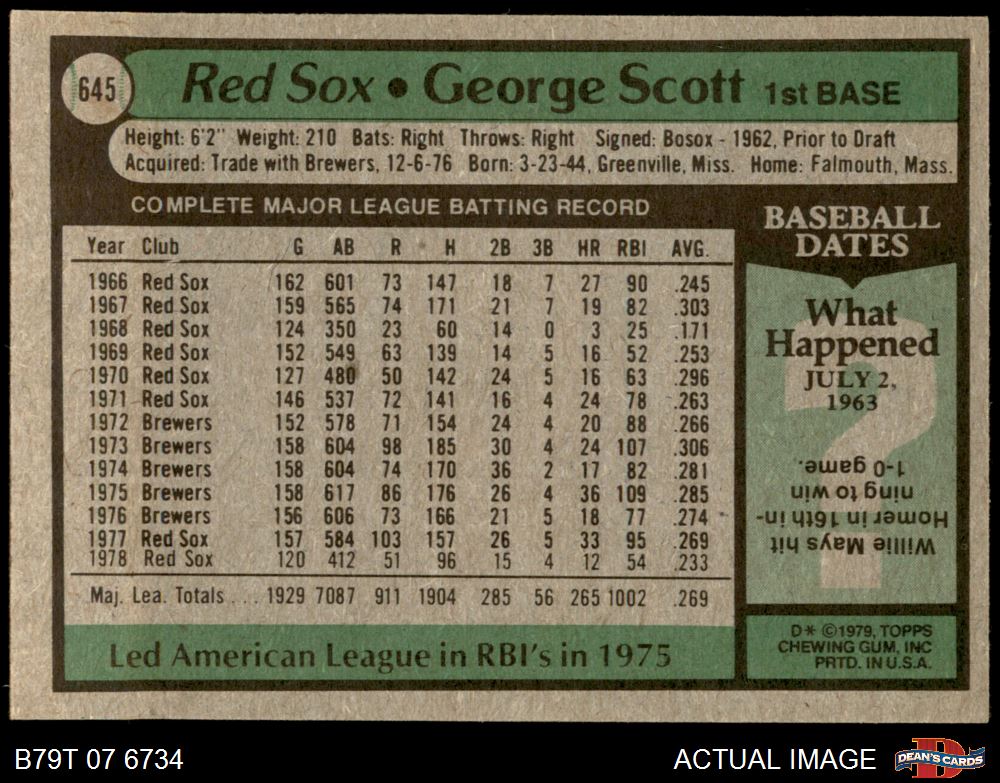 645
Red Sox • George Scott 1st BASE
Height: 6'2" Weight: 210 Bats: Right Throws: Right Signed: Bosox - 1962, Prior to Draft
Acquired: Trade with Brewers, 12-6-76 Born: 3-23-44, Greenville, Miss. Home: Falmouth, Mass.
COMPLETE MAJOR LEAGUE BATTING RECORD
Year Club G AB R H 2B 3B HR RBI AVG.
1966 Red Sox 162 601 73 147 18 7 27 90 .245
1967 Red Sox 159 565 74 171 21 7 19 82 .303
1968 Red Sox 124 350 23 60 14 0 3 25 .171
1969 Red Sox 152 549 63 139 14 5 16 52 .253
1970 Red Sox 127 480 50 142 24 5 16 63 .296
1971 Red Sox 146 537 72 141 16 4 24 78 .263
1972 Brewers 152 578 71 154 24 4 20 88 .266
1973 Brewers 158 604 98 185 30 4 24 107 .306
1974 Brewers 158 604 74 170 36 2 17 82 .281
1975 Brewers 158 617 86 176 26 4 36 109 .285
1976 Brewers 156 606 73 166 21 5 18 77 .274
1977 Red Sox 157 584 103 157 26 5 33 95 .269
1978 Red Sox 120 412 51 96 15 4 12 54 .233
Maj. Lea. Totals ... 1929 7087 911 1904 285 56 265 1002 .269
Led American League in RBI's in 1975
BASEBALL
DATES
What
Happened
JULY 2,
1963
?
Willie Mays hit
Homer in 16th in-
ning to win
1-0 game.
D* ©1979, TOPPS
CHEWING GUM, INC
PRTD. IN U.S.A.
B79T 07 6734
ACTUAL IMAGE
D
DEAN'S CARDS